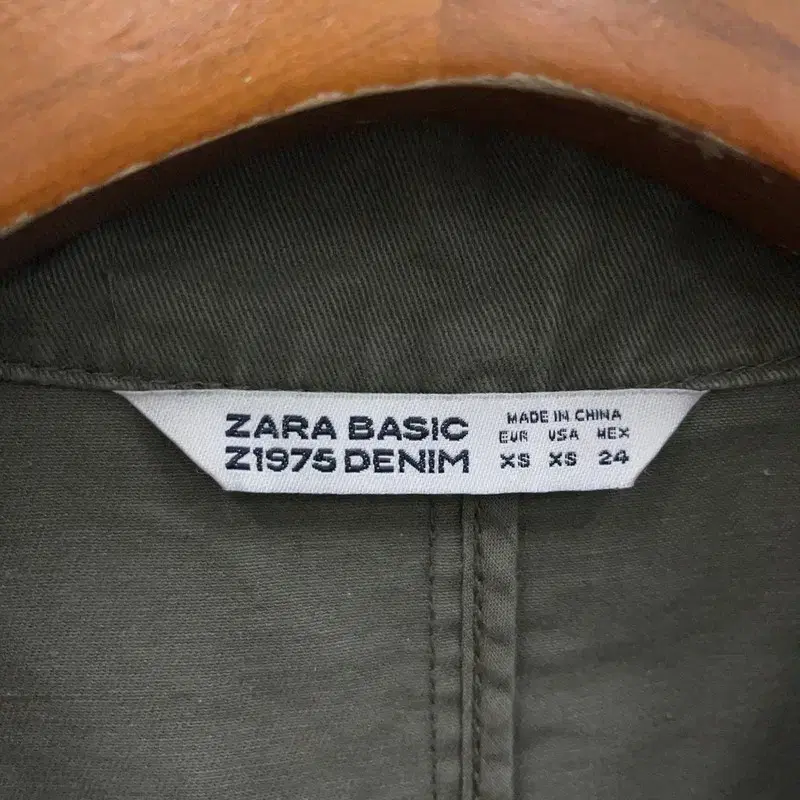 ZARA BASIC
Z1975 DENIM
MADE IN CHINA
EUR USA MEX
XS XS 24